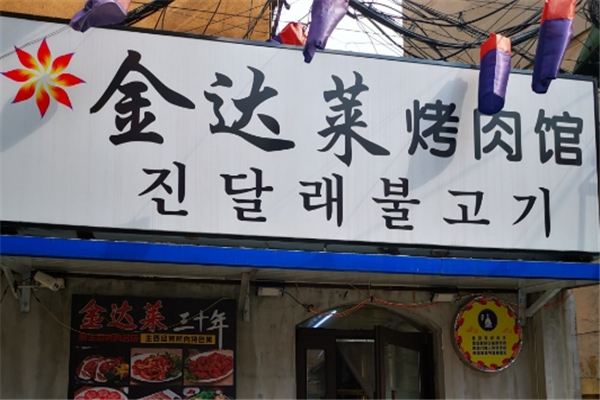 金达莱 烤肉馆
진달래불고기
金达莱 三十年